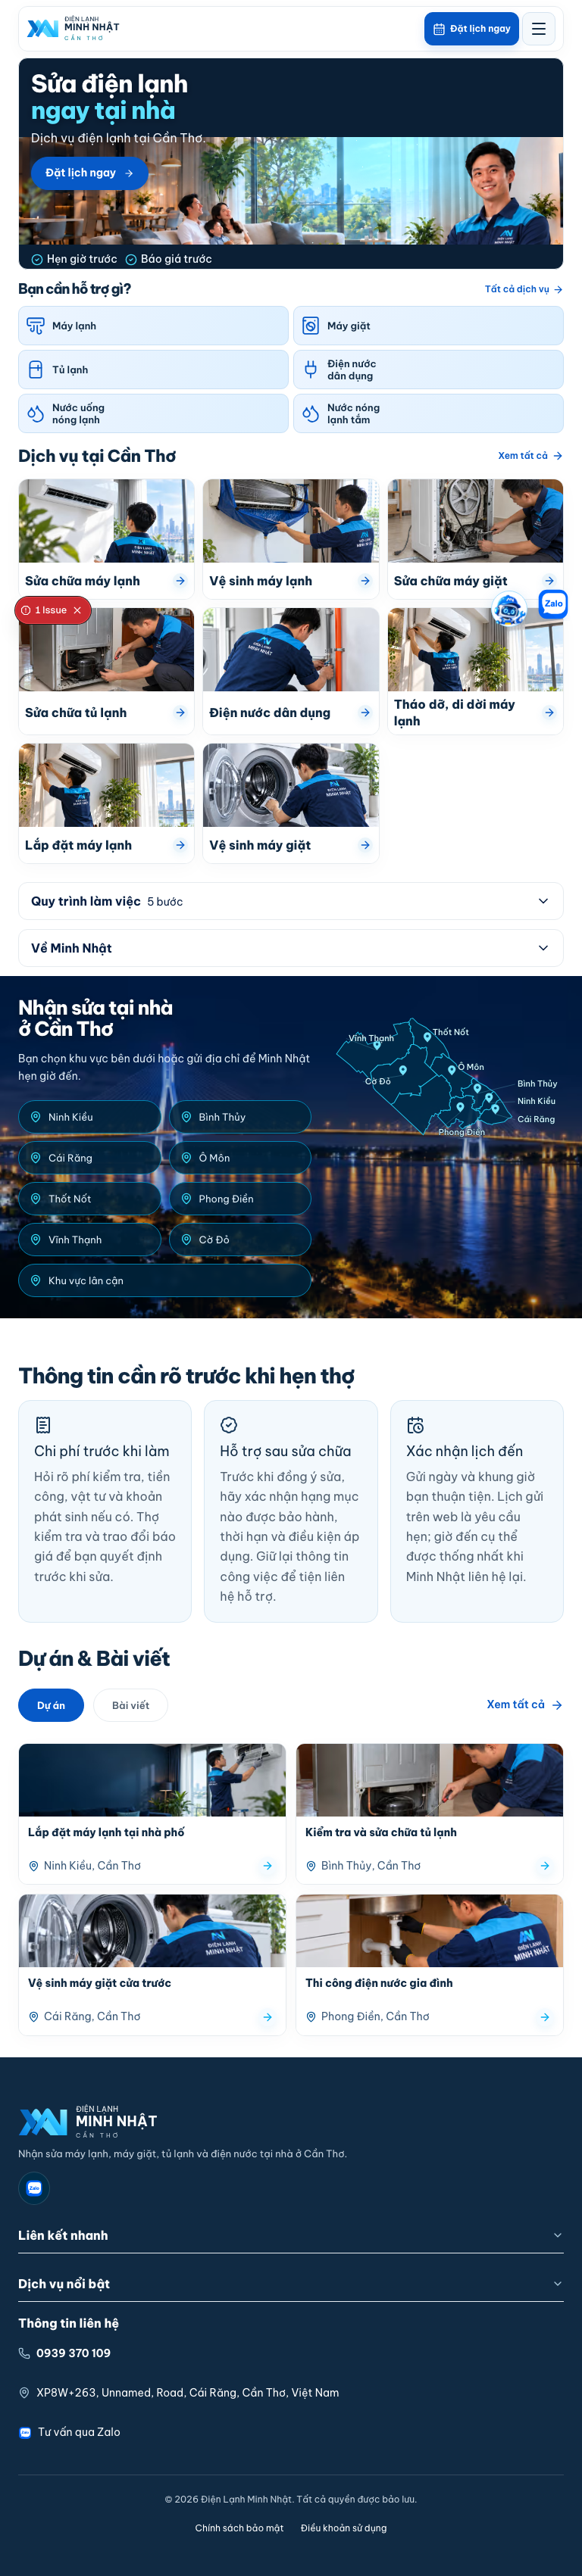 ĐIỆN LẠNH
MINH NHẬT
CẦN THƠ
Đặt lịch ngay
Sửa điện lạnh
ngay tại nhà
Dịch vụ điện lạnh tại Cần Thơ.
Đặt lịch ngay
Hẹn giờ trước
Báo giá trước
Bạn cần hỗ trợ gì?
Tất cả dịch vụ
Máy lạnh
Máy giặt
Tủ lạnh
Điện nước
dân dụng
Nước uống
nóng lạnh
Nước nóng
lạnh tắm
Dịch vụ tại Cần Thơ
Xem tất cả
Sửa chữa máy lạnh
Vệ sinh máy lạnh
Sửa chữa máy giặt
1 Issue
Zalo
Sửa chữa tủ lạnh
Điện nước dân dụng
Tháo dỡ, di dời máy
lạnh
Lắp đặt máy lạnh
Vệ sinh máy giặt
Quy trình làm việc 5 bước
Về Minh Nhật
Nhận sửa tại nhà
ở Cần Thơ
Bạn chọn khu vực bên dưới hoặc gửi địa chỉ để Minh Nhật
hẹn giờ đến.
Ninh Kiều
Bình Thủy
Cái Răng
Ô Môn
Thốt Nốt
Phong Điền
Vĩnh Thạnh
Cờ Đỏ
Khu vực lân cận
Vĩnh Thạnh
Thốt Nốt
Cờ Đỏ
Ô Môn
Bình Thủy
Ninh Kiều
Cái Răng
Phong Điền
Thông tin cần rõ trước khi hẹn thợ
Chi phí trước khi làm
Hỏi rõ phí kiểm tra, tiền
công, vật tư và khoản
phát sinh nếu có. Thợ
kiểm tra và trao đổi báo
giá để bạn quyết định
trước khi sửa.
Hỗ trợ sau sửa chữa
Trước khi đồng ý sửa,
hãy xác nhận hạng mục
nào được bảo hành,
thời hạn và điều kiện áp
dụng. Giữ lại thông tin
công việc để tiện liên
hệ hỗ trợ.
Xác nhận lịch đến
Gửi ngày và khung giờ
bạn thuận tiện. Lịch gửi
trên web là yêu cầu
hẹn; giờ đến cụ thể
được thống nhất khi
Minh Nhật liên hệ lại.
Dự án & Bài viết
Dự án
Bài viết
Xem tất cả
Lắp đặt máy lạnh tại nhà phố
Ninh Kiều, Cần Thơ
Kiểm tra và sửa chữa tủ lạnh
Bình Thủy, Cần Thơ
Vệ sinh máy giặt cửa trước
Cái Răng, Cần Thơ
Thi công điện nước gia đình
Phong Điền, Cần Thơ
ĐIỆN LẠNH
MINH NHẬT
CẦN THƠ
Nhận sửa máy lạnh, máy giặt, tủ lạnh và điện nước tại nhà ở Cần Thơ.
Zalo
Liên kết nhanh
Dịch vụ nổi bật
Thông tin liên hệ
0939 370 109
XP8W+263, Unnamed, Road, Cái Răng, Cần Thơ, Việt Nam
Tư vấn qua Zalo
© 2026 Điện Lạnh Minh Nhật. Tất cả quyền được bảo lưu.
Chính sách bảo mật
Điều khoản sử dụng